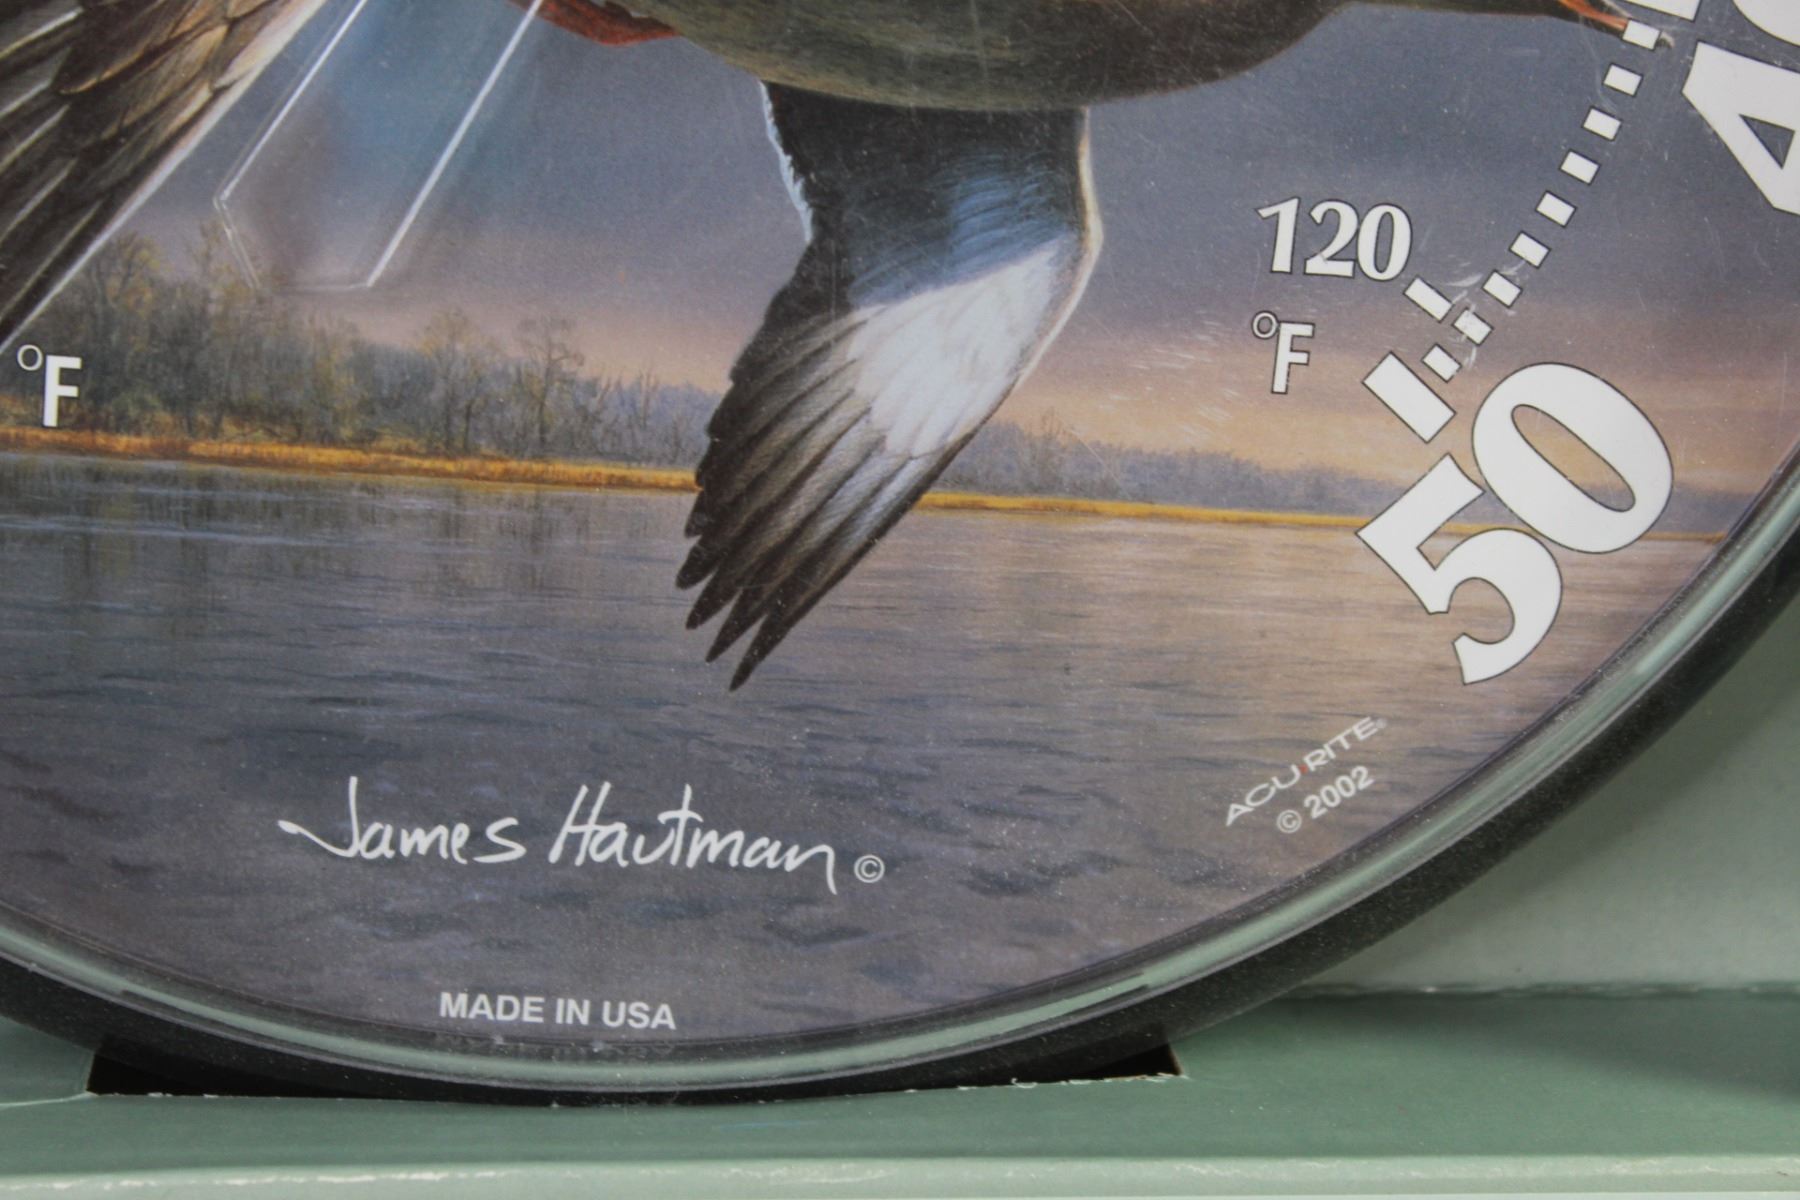 120
°F
°F
50
ACU·RITE®
© 2002
James Hautman ©
MADE IN USA